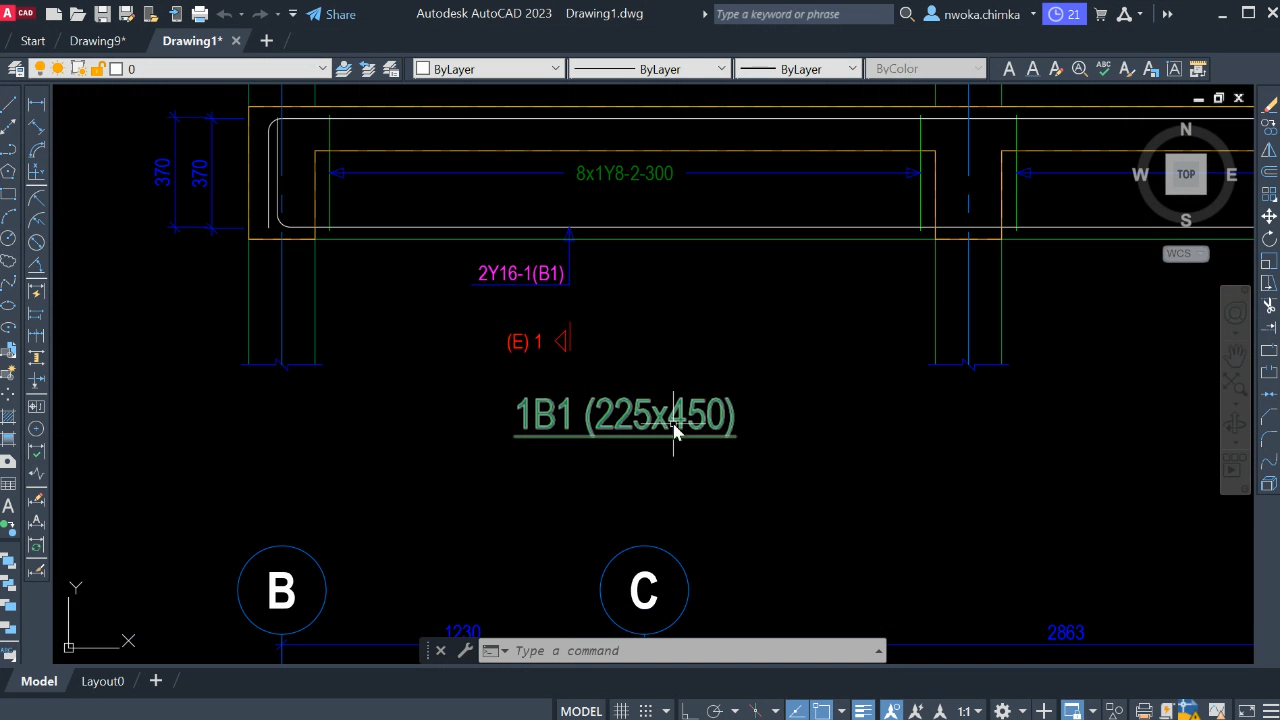 CAD
Share
Autodesk AutoCAD 2023 Drawing1.dwg
Type a keyword or phrase
nwoka.chimka
21
Start
Drawing9*
Drawing1*
0
ByLayer
ByLayer
ByLayer
ByColor
N
W
TOP
E
S
WCS
370
370
8x1Y8-2-300
2Y16-1(B1)
(E) 1
1B1 (225x450)
B
C
1230
2863
Y
X
Type a command
Model
Layout0
MODEL
1:1